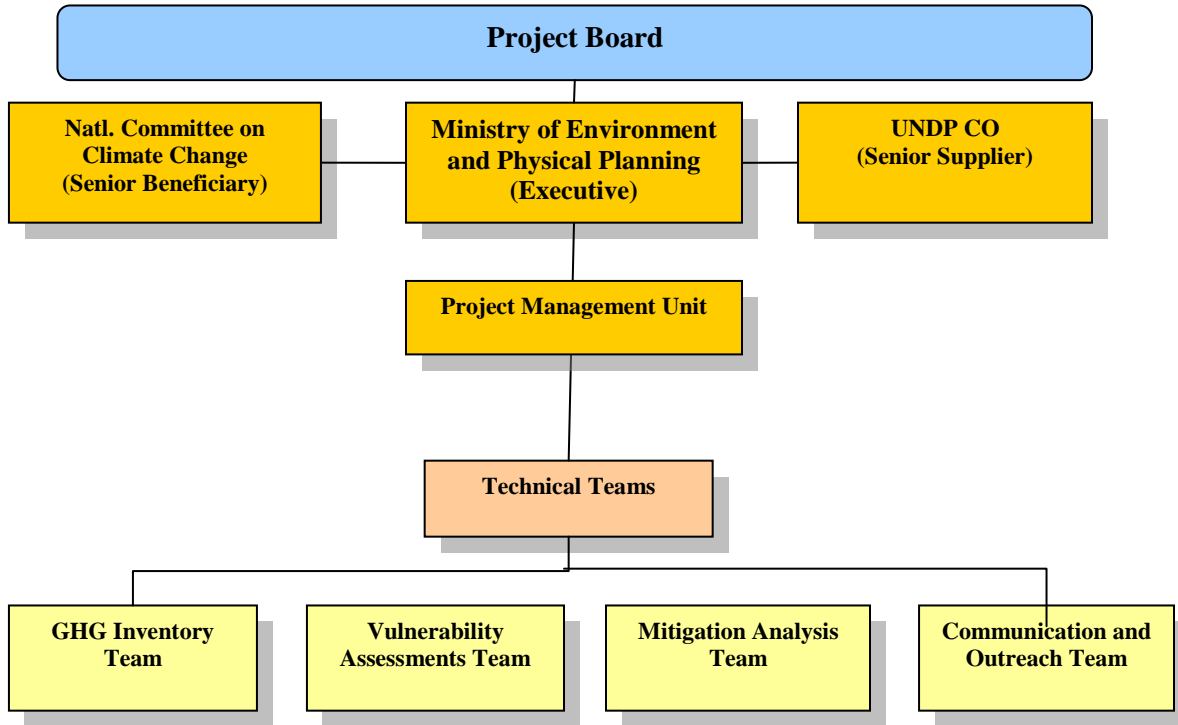 Project Board
Natl. Committee on
Climate Change
(Senior Beneficiary)
Ministry of Environment
and Physical Planning
(Executive)
UNDP CO
(Senior Supplier)
Project Management Unit
Technical Teams
GHG Inventory
Team
Vulnerability
Assessments Team
Mitigation Analysis
Team
Communication and
Outreach Team